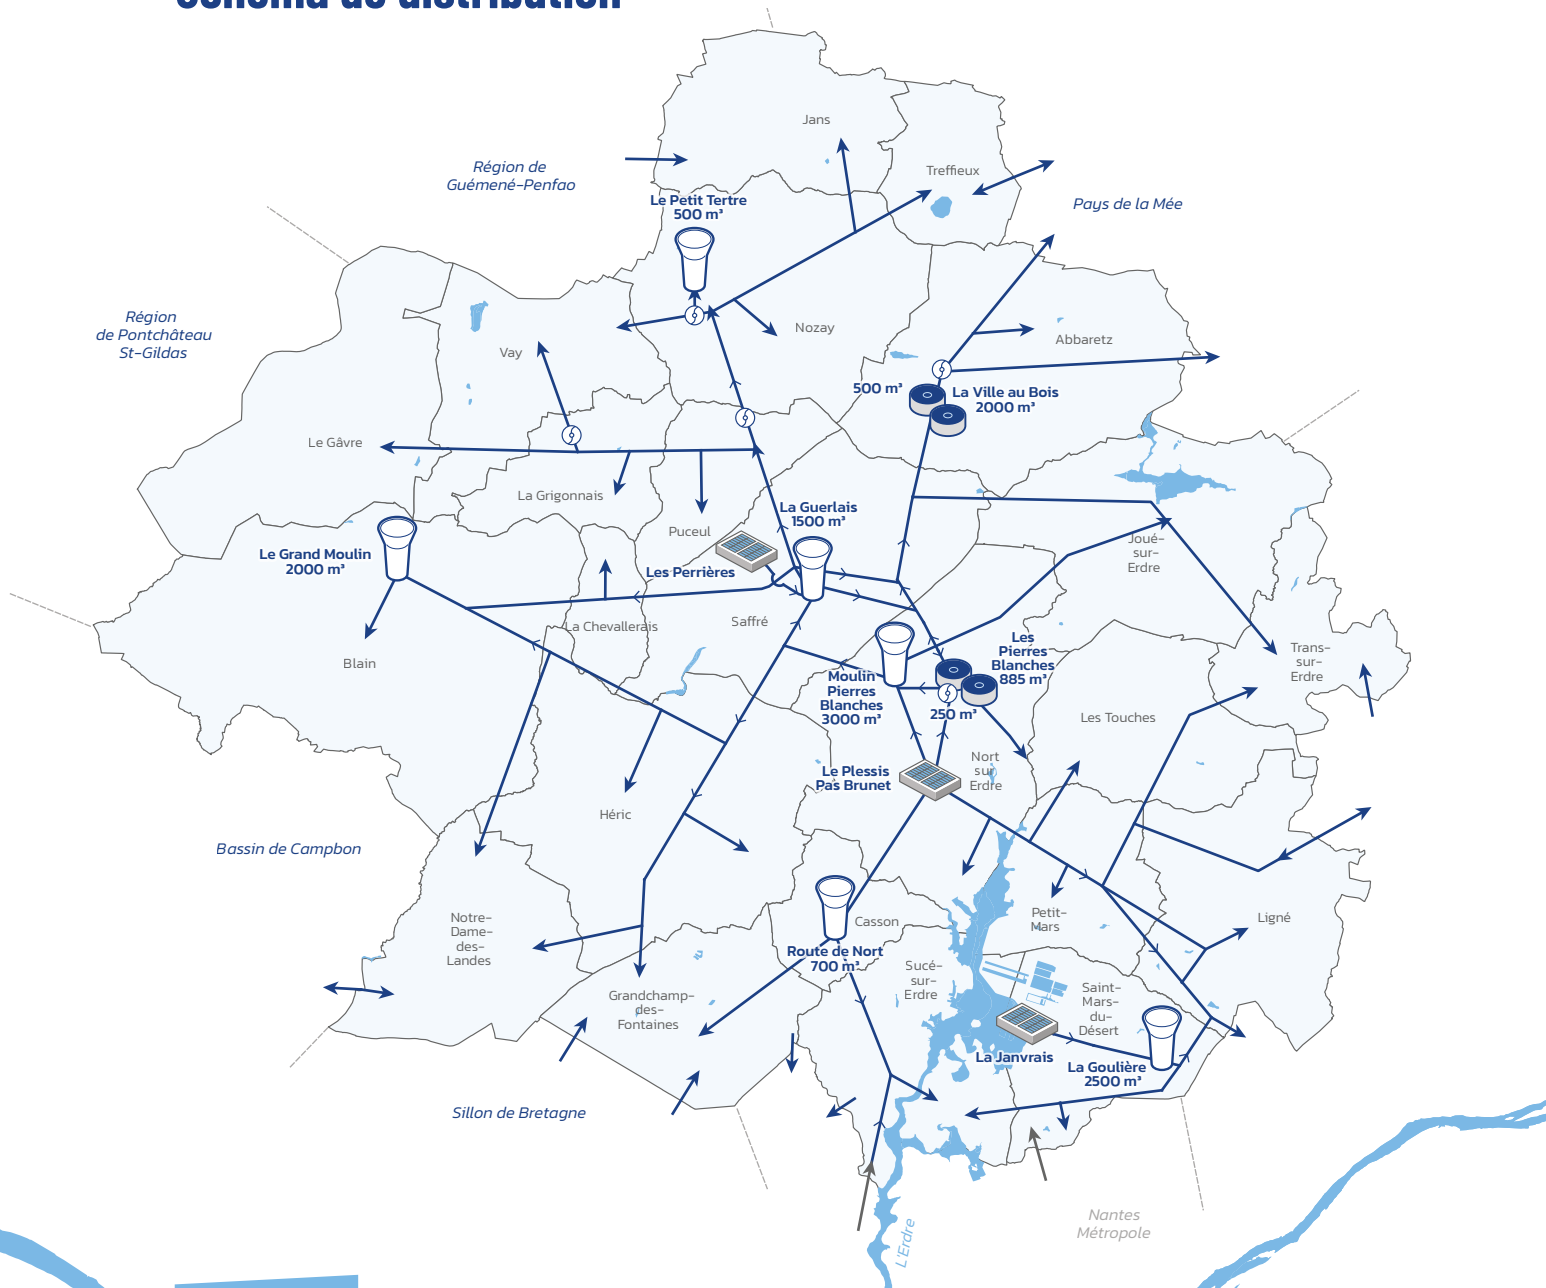 schéma de distribution
Jans
Région de
Guémené-Penfao
Treffieux
Le Petit Tertre
500 m³
Pays de la Mée
Région
de Pontchâteau
St-Gildas
Nozay
Abbaretz
Vay
500 m³
La Ville au Bois
2000 m³
Le Gâvre
La Grigonnais
La Guerlais
1500 m³
Puceul
Le Grand Moulin
2000 m³
Les Perrières
Joué-
sur-
Erdre
La Chevallerais
Saffré
Blain
Les
Pierres
Blanches
885 m³
Trans-
sur-
Erdre
Moulin
Pierres
Blanches
3000 m³
250 m³
Les Touches
Nort
sur
Erdre
Le Plessis
Pas Brunet
Héric
Bassin de Campbon
Notre-
Dame-
des-
Landes
Casson
Petit-
Mars
Ligné
Route de Nort
700 m³
Sucé-
sur-
Erdre
Grandchamp-
des-
Fontaines
Saint-
Mars-
du-
Désert
La Janvrais
La Goulière
2500 m³
Sillon de Bretagne
L'Erdre
Nantes
Métropole